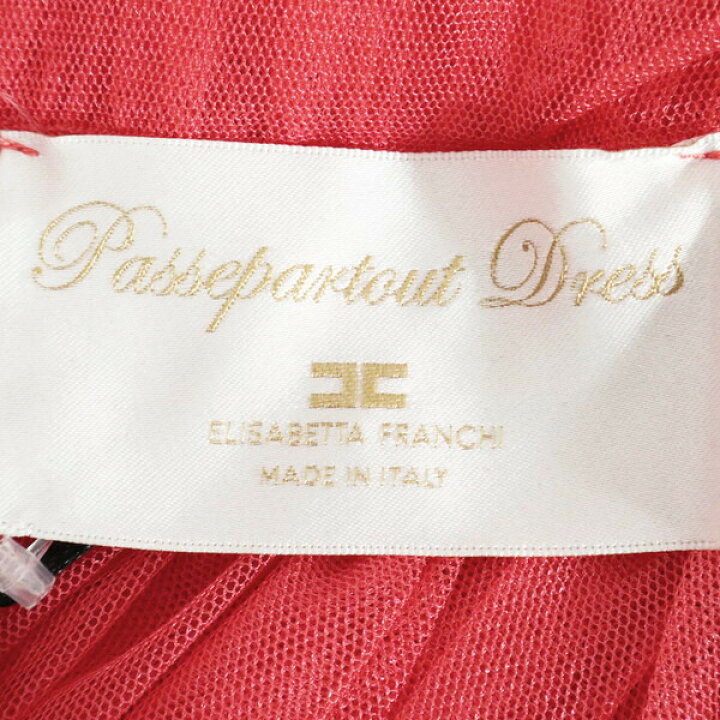 Passepartout Dress
ELISABETTA FRANCHI
MADE IN ITALY